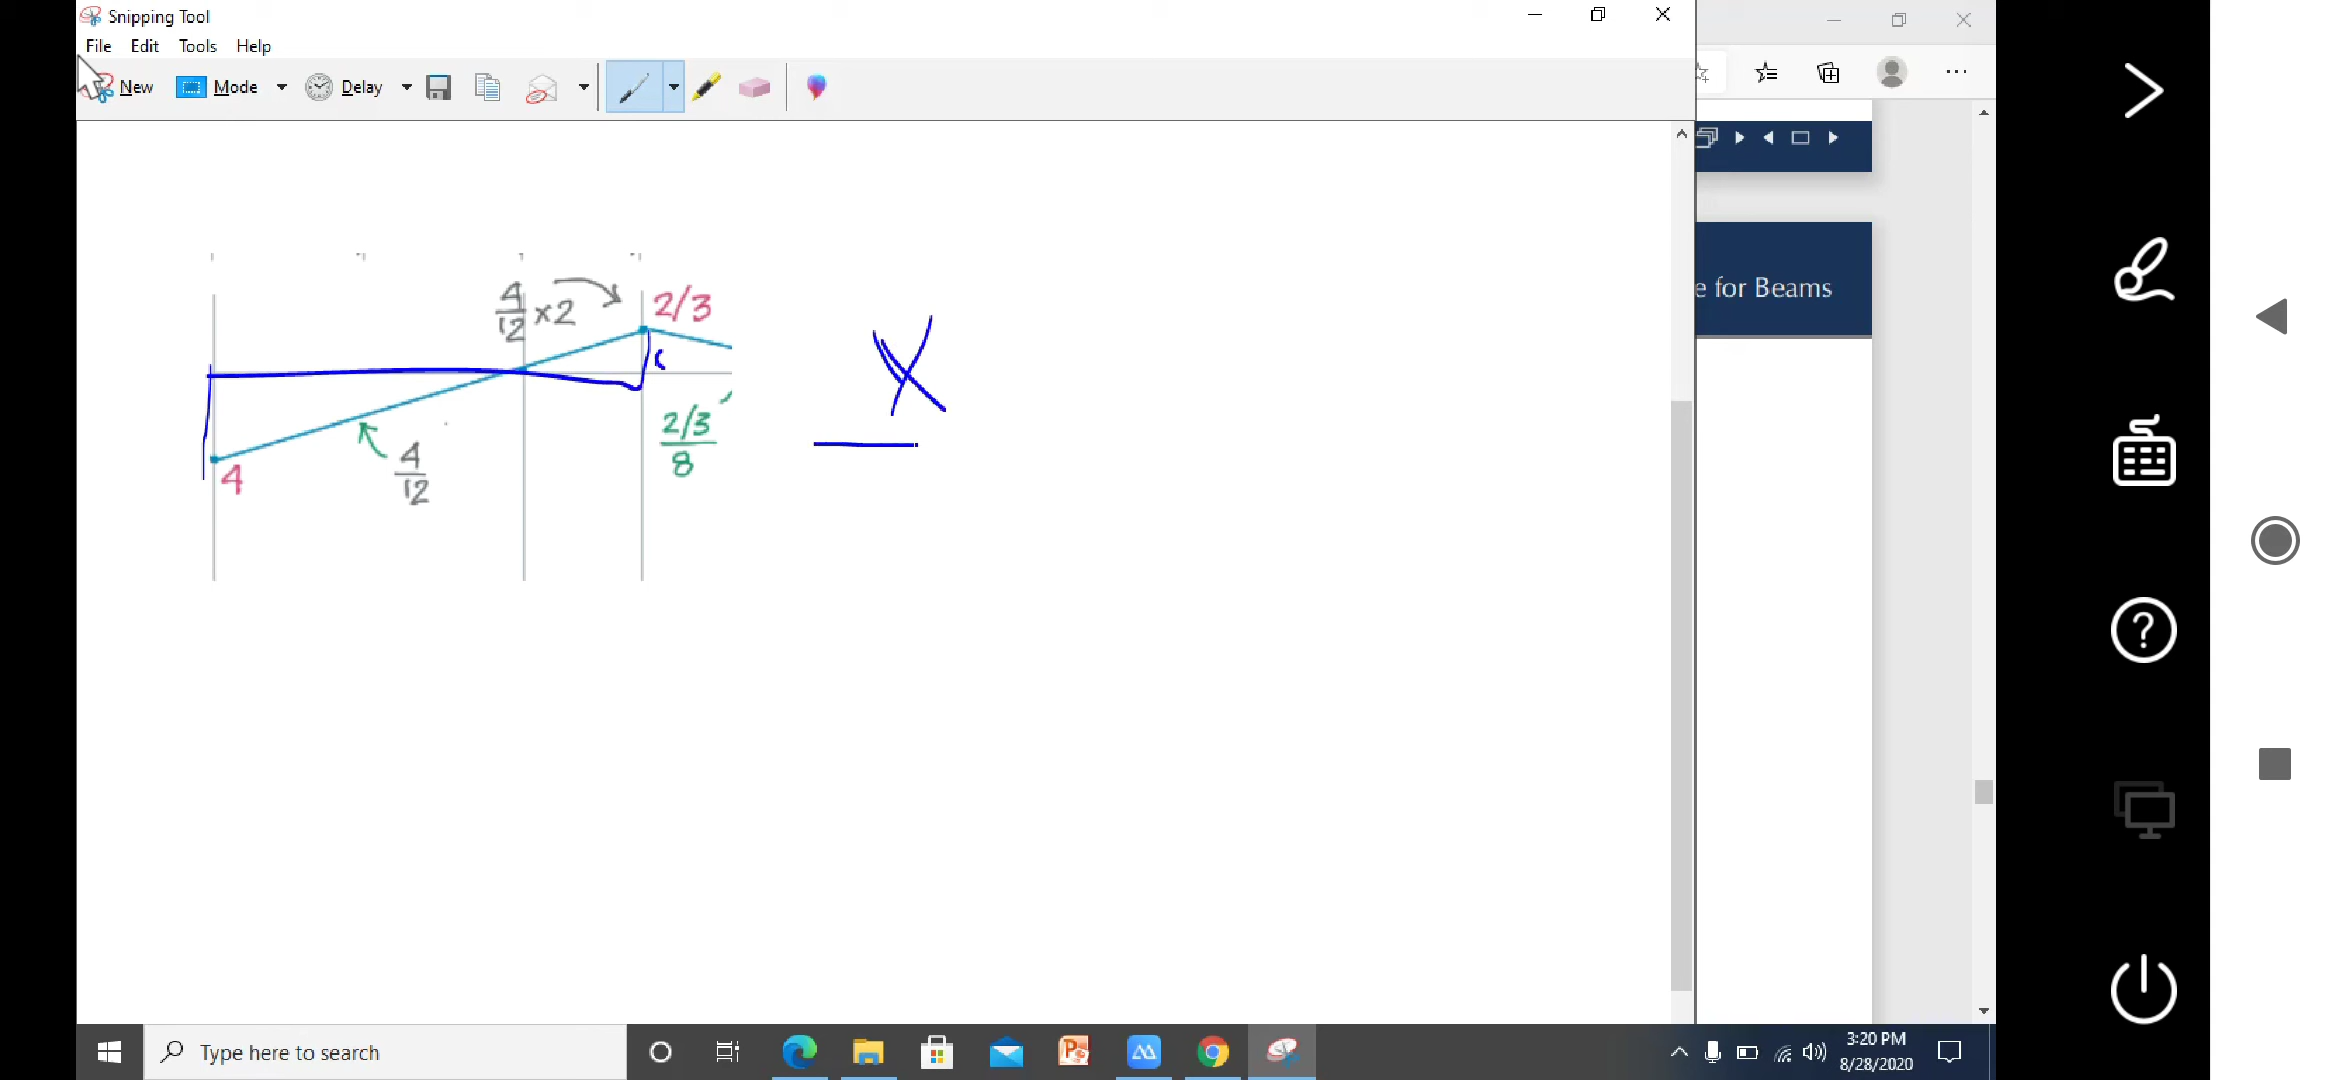 Snipping Tool
File Edit Tools Help
New Mode Delay
e for Beams
4/12 ×2
2/3
4
4/12
2/3/8
x
Type here to search
3:20 PM
8/28/2020